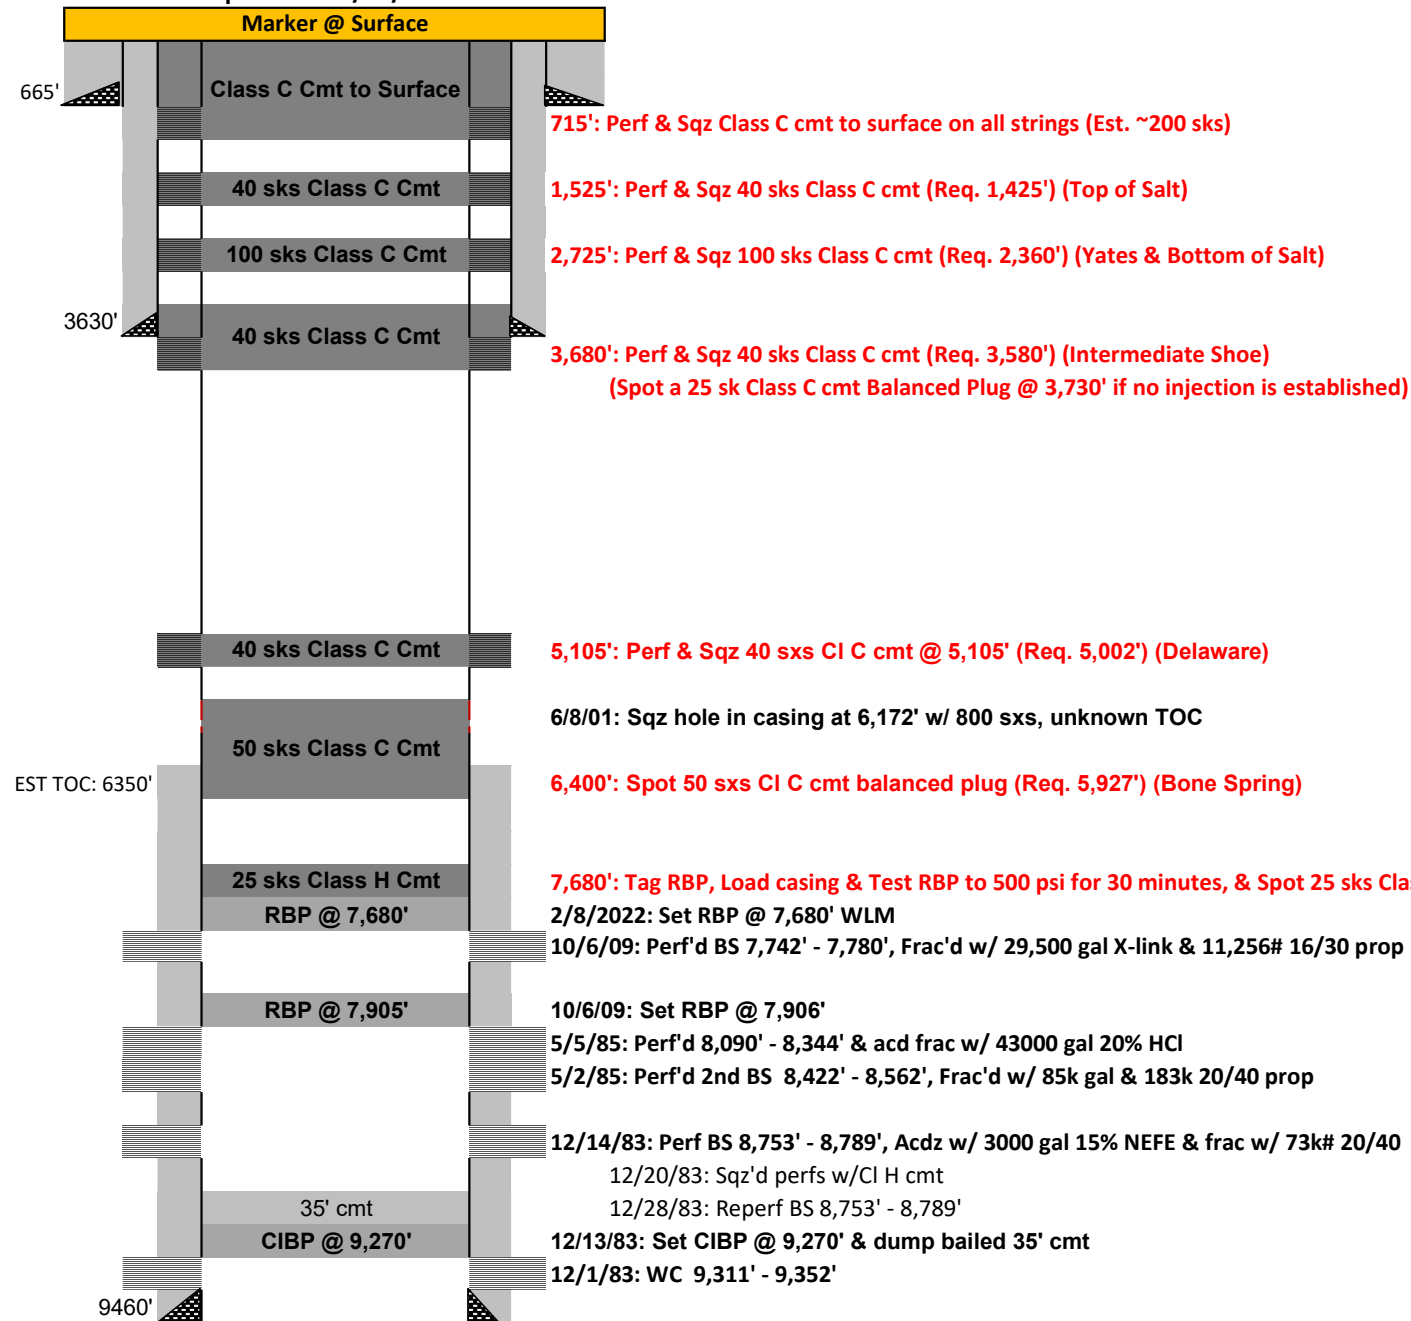 Marker @ Surface
Class C Cmt to Surface
665'
715': Perf & Sqz Class C cmt to surface on all strings (Est. ~200 sks)
40 sks Class C Cmt
1,525': Perf & Sqz 40 sks Class C cmt (Req. 1,425') (Top of Salt)
100 sks Class C Cmt
2,725': Perf & Sqz 100 sks Class C cmt (Req. 2,360') (Yates & Bottom of Salt)
3630'
40 sks Class C Cmt
3,680': Perf & Sqz 40 sks Class C cmt (Req. 3,580') (Intermediate Shoe)
(Spot a 25 sk Class C cmt Balanced Plug @ 3,730' if no injection is established)
40 sks Class C Cmt
5,105': Perf & Sqz 40 sxs Cl C cmt @ 5,105' (Req. 5,002') (Delaware)
6/8/01: Sqz hole in casing at 6,172' w/ 800 sxs, unknown TOC
50 sks Class C Cmt
EST TOC: 6350'
6,400': Spot 50 sxs Cl C cmt balanced plug (Req. 5,927') (Bone Spring)
25 sks Class H Cmt
7,680': Tag RBP, Load casing & Test RBP to 500 psi for 30 minutes, & Spot 25 sks
RBP @ 7,680'
2/8/2022: Set RBP @ 7,680' WLM
10/6/09: Perf'd BS 7,742' - 7,780', Frac'd w/ 29,500 gal X-link & 11,256# 16/30 prop
RBP @ 7,905'
10/6/09: Set RBP @ 7,906'
5/5/85: Perf'd 8,090' - 8,344' & acd frac w/ 43000 gal 20% HCl
5/2/85: Perf'd 2nd BS 8,422' - 8,562', Frac'd w/ 85k gal & 183k 20/40 prop
12/14/83: Perf BS 8,753' - 8,789', Acdz w/ 3000 gal 15% NEFE & frac w/ 73k# 20/40
12/20/83: Sqz'd perfs w/Cl H cmt
35' cmt
12/28/83: Reperf BS 8,753' - 8,789'
CIBP @ 9,270'
12/13/83: Set CIBP @ 9,270' & dump bailed 35' cmt
12/1/83: WC 9,311' - 9,352'
9460'